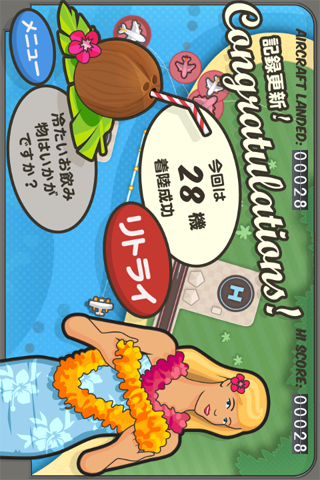 AIRCRAFT LANDED: 00028
HI SCORE: 00028
記録更新！
Congratulations!
今回は
28 機
着陸成功
リトライ
冷たいお飲み
物はいかが
ですか？
メニュー
H